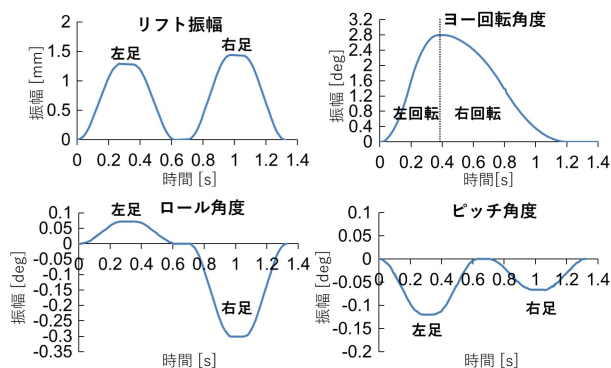 リフト振幅
2
1.5
1
0.5
0
振幅 [mm]
左足
右足
0 0.2 0.4 0.6 0.8 1 1.2 1.4
時間 [s]
ヨー回転角度
3.2
2.8
2.4
2
1.6
1.2
0.8
0.4
0
振幅 [deg]
左回転
右回転
0 0.2 0.4 0.6 0.8 1 1.2 1.4
時間[s]
ロール角度
0.1
0.05
0
-0.05
-0.1
-0.15
-0.2
-0.25
-0.3
-0.35
振幅 [deg]
左足
0 0.2 0.4 0.6 0.8 1 1.2 1.4
右足
時間 [s]
ピッチ角度
0.1
0.05
0
-0.05
-0.1
-0.15
-0.2
振幅 [deg]
0 0.2 0.4 0.6 0.8 1 1.2 1.4
左足
右足
時間 [s]